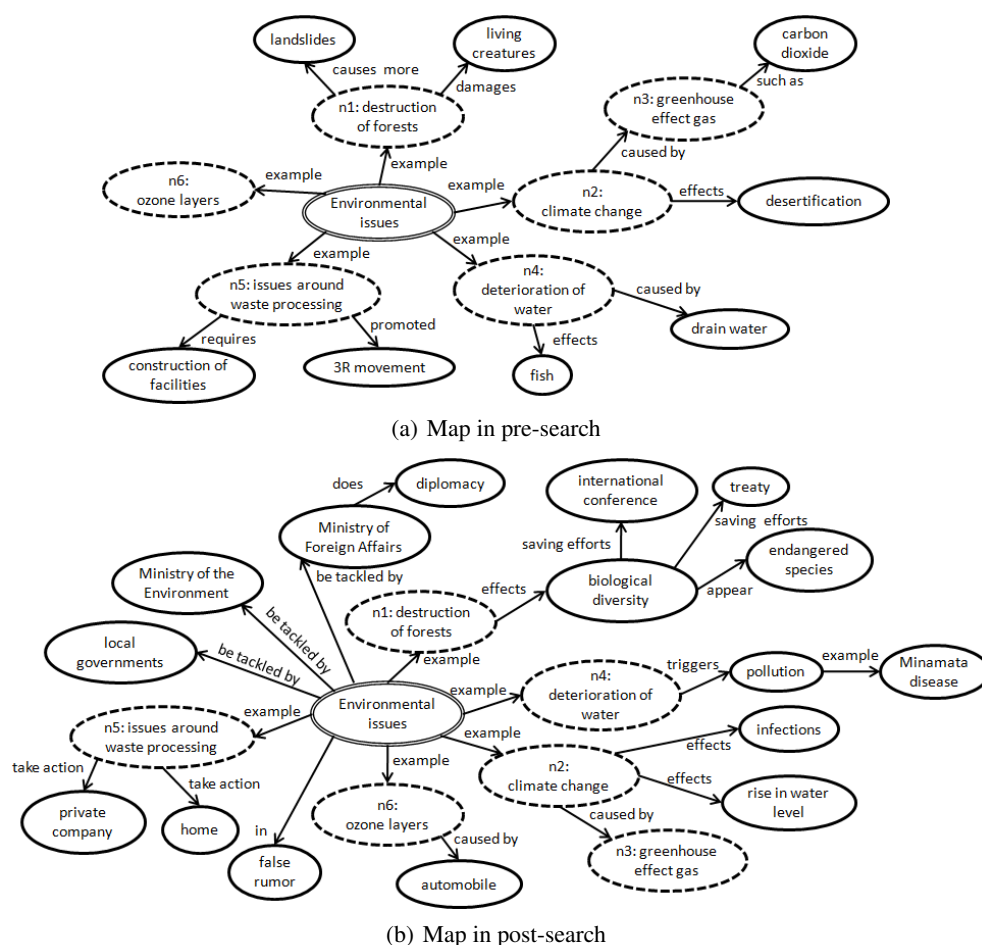 landslides
living
creatures
carbon
dioxide
causes more
damages
such as
n1: destruction
of forests
n3: greenhouse
effect gas
example
caused by
n6:
ozone layers
example
example
n2:
climate change
effects
desertification
Environmental
issues
example
example
n5: issues around
waste processing
n4:
deterioration of
water
caused by
requires
promoted
effects
drain water
construction of
facilities
3R movement
fish
(a) Map in pre-search
does
diplomacy
international
conference
treaty
Ministry of
Foreign Affairs
saving efforts
saving efforts
endangered
species
Ministry of the
Environment
be tackled by
effects
biological
diversity
appear
n1: destruction
of forests
be tackled by
local
governments
be tackled by
example
triggers
pollution
example
Minamata
disease
Environmental
issues
example
n4:
deterioration of
water
example
n5: issues around
waste processing
example
infections
effects
example
n2:
climate change
effects
rise in water
level
take action
take action
private
company
home
in
n6:
ozone layers
caused by
caused by
n3: greenhouse
effect gas
false
rumor
automobile
(b) Map in post-search